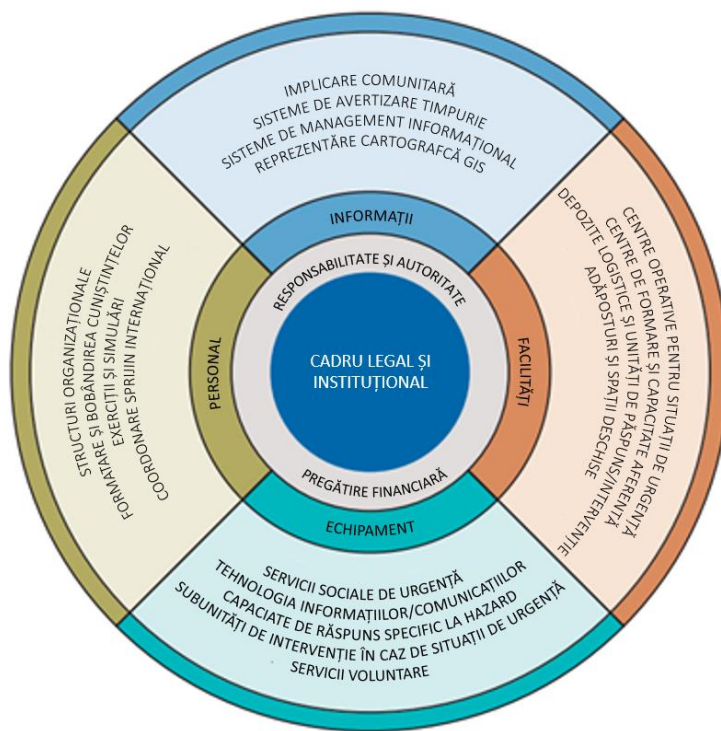 IMPLICARE COMUNITARĂ
SISTEME DE AVERTIZARE TIMPURIE
SISTEME DE MANAGEMENT INFORMAȚIONAL
REPREZENTĂRE CARTOGRAFCĂ GIS
INFORMAȚII
RESPONSABILITATE ȘI AUTORITATE
CADRU LEGAL ȘI
INSTITUȚIONAL
PREGĂTIRE FINANCIARĂ
PERSONAL
STRUCTURI ORGANIZAȚIONALE
FORMATARE ȘI BOBÂNDIREA CUNIȘTINTELOR
EXERCIȚII ȘI SIMULĂRI
COORDONARE SPRIJIN INTERNAȚIONAL
FACILITĂȚI
CENTRE OPERATIVE PENTRU SITUAȚII DE URGENȚĂ
CENTRE DE FORMARE ȘI CAPACITATE AFERENTĂ
DEPOZITE LOGISTICE ȘI UNITĂȚI DE PĂSPUNS/INTERVENTIE
ADĂPOSTURI ȘI SPAȚII DESCHISE
ECHIPAMENT
SERVICII SOCIALE DE URGENȚĂ
TEHNOLOGIA INFORMAȚIILOR/COMUNICAȚIILOR
CAPACIATE DE RĂSPUNS SPECIFIC LA HAZARD
SUBUNITĂȚI DE INTERVENȚIE ÎN CAZ DE SITUAȚII DE URGENȚĂ
SERVICII VOLUNTARE